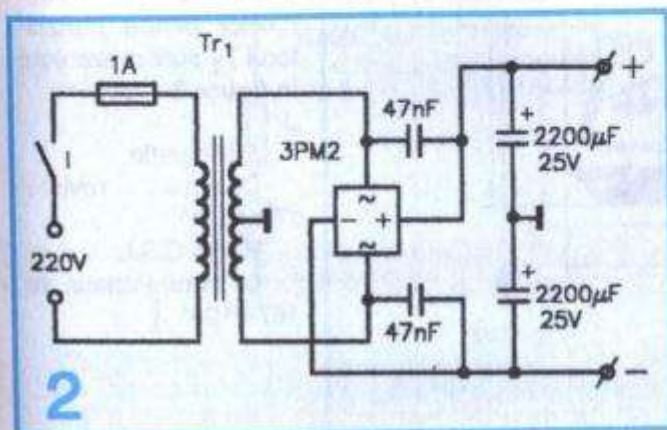 Tr1
1A
47nF
+
3PM2
+
2200µF
25V
I
~
- +
~
220V
+
2200µF
25V
47nF
-
2